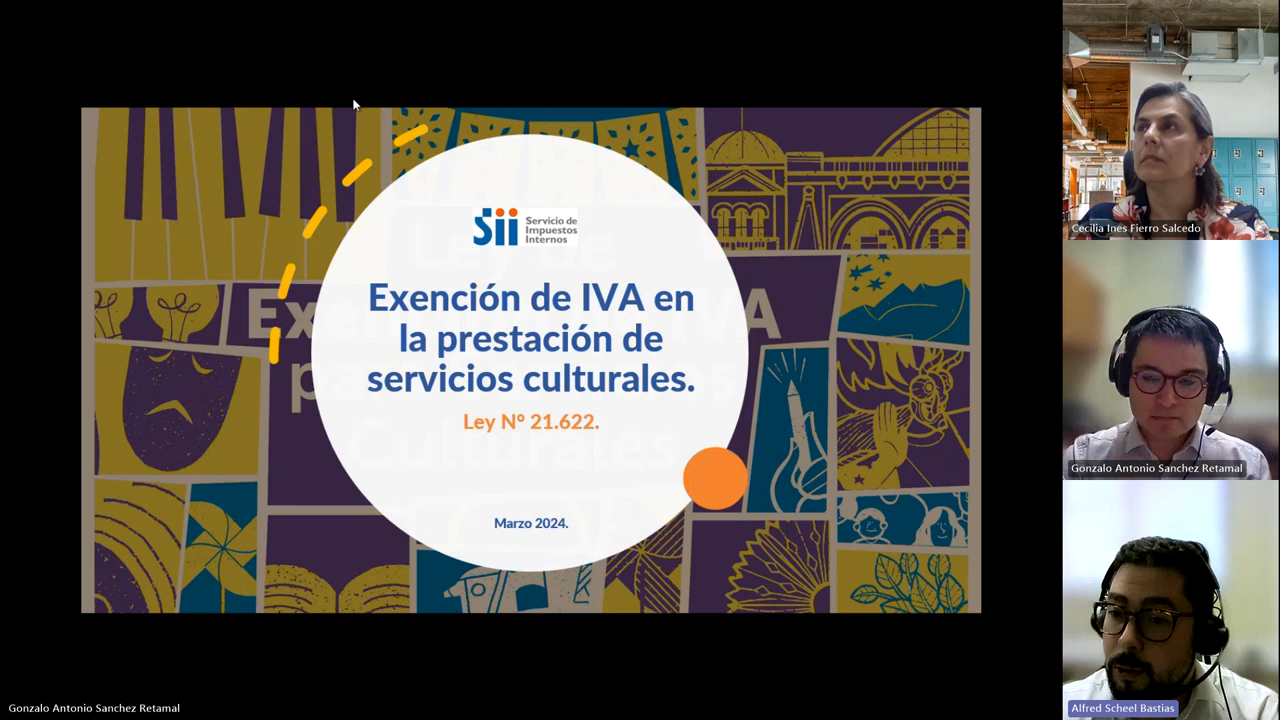 Sii Servicio de
Impuestos
Internos
Exención de IVA en
la prestación de
servicios culturales.
Ley N° 21.622.
Marzo 2024.
Cecilia Ines Fierro Salcedo
Gonzalo Antonio Sanchez Retamal
Alfred Scheel Bastias
Gonzalo Antonio Sanchez Retamal